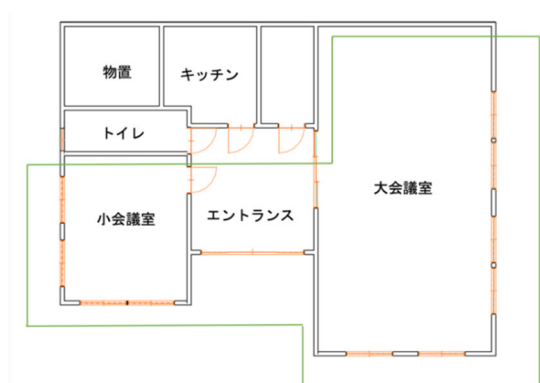 物置
キッチン
トイレ
小会議室
エントランス
大会議室